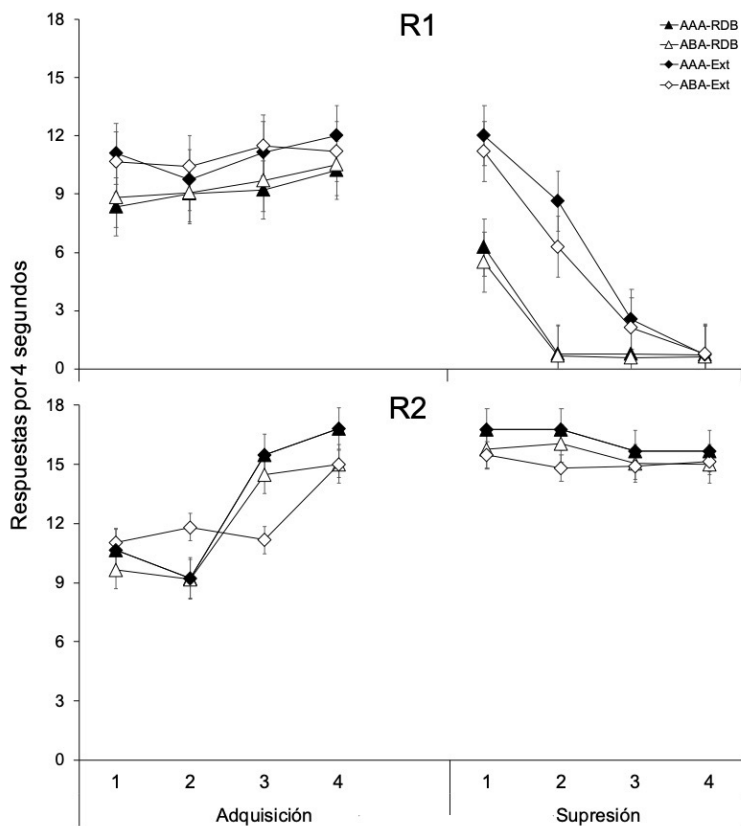 R1
AAA-RDB
ABA-RDB
AAA-Ext
ABA-Ext
18
15
12
9
6
3
0
Respuestas por 4 segundos
R2
18
15
12
9
6
3
0
1 2 3 4 1 2 3 4
Adquisición Supresión